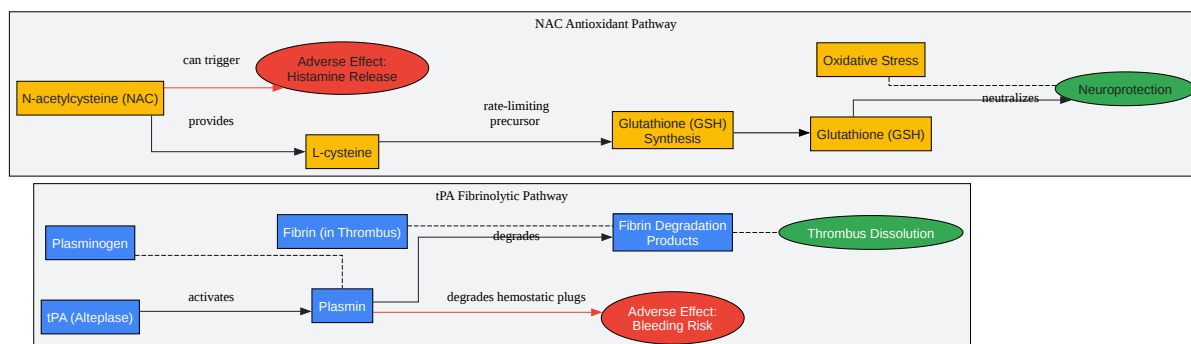 NAC Antioxidant Pathway
can trigger
Adverse Effect:
Histamine Release
Oxidative Stress
N-acetylcysteine (NAC)
Neuroprotection
neutralizes
provides
rate-limiting
precursor
Glutathione (GSH)
Synthesis
Glutathione (GSH)
L-cysteine
tPA Fibrinolytic Pathway
Plasminogen
Fibrin (in Thrombus)
degrades
Fibrin Degradation
Products
Thrombus Dissolution
activates
degrades hemostatic plugs
tPA (Alteplase)
Plasmin
Adverse Effect:
Bleeding Risk